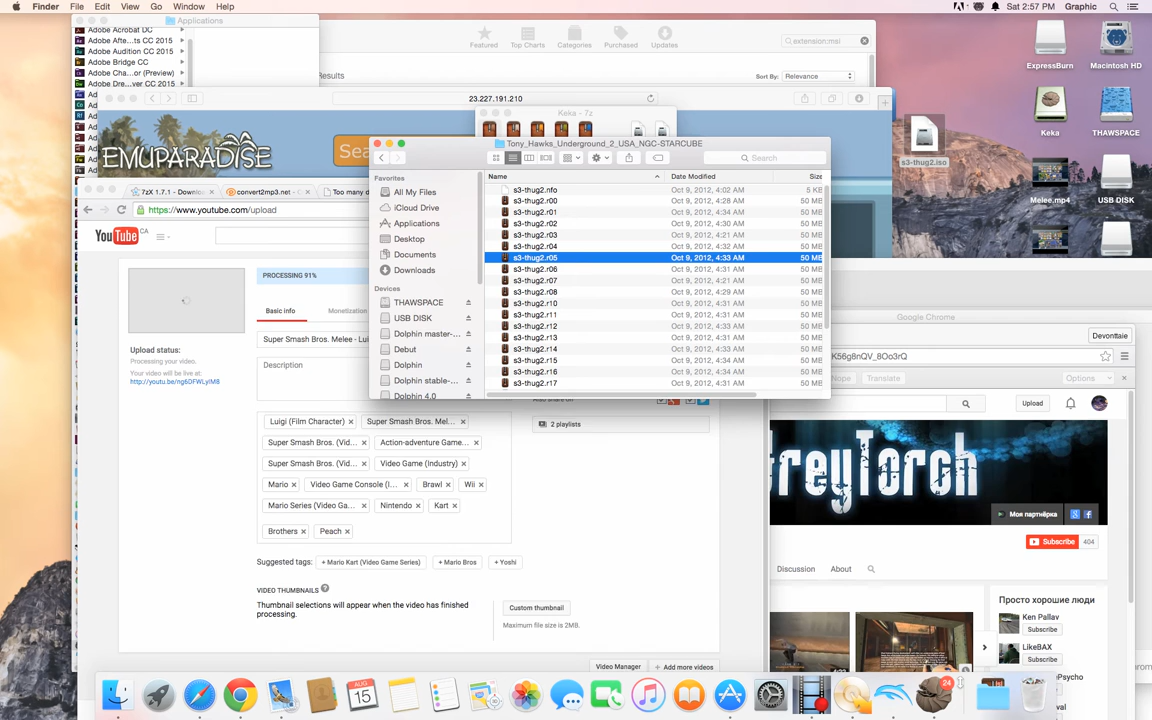 Finder File Edit View Go Emupardise Window Help
Sat 2:57 PM Graphic
Applications
Adobe Acrobat DC
Adobe Afte...ts CC 2015
Adobe Audition CC 2015
Adobe Bridge CC
Adobe Cha...or (Preview)
Adobe Dre...ver CC 2015
Featured Top Charts Categories Purchased Updates
extension:msi
Results
Sort By: Relevance
23.227.191.210
EMUPARADISE
Sea
Keka - 7z
7zX 1.7.1 - Downlo...
convert2mp3.net -
Too many d
https://www.youtube.com/upload
YouTube CA
PROCESSING 91%
Basic info Monetization
Upload status:
Processing your video.
Your video will be live at:
http://youtu.be/ng6DFWLyIM8
Super Smash Bros. Melee - Lui
Description
2 playlists
Luigi (Film Character) Super Smash Bros. Mel...
Super Smash Bros. (Vid... Action-adventure Game...
Super Smash Bros. (Vid... Video Game (Industry)
Mario Video Game Console (I... Brawl Wii
Mario Series (Video Ga... Nintendo Kart
Brothers Peach
Suggested tags: + Mario Kart (Video Game Series) + Mario Bros + Yoshi
VIDEO THUMBNAILS
Thumbnail selections will appear when the video has finished
processing.
Custom thumbnail
Maximum file size is 2MB.
Video Manager + Add more videos
Tony_Hawks_Underground_2_USA_NGC-STARCUBE
Search
Favorites
All My Files
iCloud Drive
Applications
Desktop
Documents
Downloads
Devices
THAWSPACE
USB DISK
Dolphin master-...
Debut
Dolphin
Dolphin stable-...
Dolphin 4.0
Name Date Modified Size
s3-thug2.nfo Oct 9, 2012, 4:02 AM 5 KB
s3-thug2.r00 Oct 9, 2012, 4:28 AM 50 MB
s3-thug2.r01 Oct 9, 2012, 4:34 AM 50 MB
s3-thug2.r02 Oct 9, 2012, 4:30 AM 50 MB
s3-thug2.r03 Oct 9, 2012, 4:21 AM 50 MB
s3-thug2.r04 Oct 9, 2012, 4:32 AM 50 MB
s3-thug2.r05 Oct 9, 2012, 4:33 AM 50 MB
s3-thug2.r06 Oct 9, 2012, 4:31 AM 50 MB
s3-thug2.r07 Oct 9, 2012, 4:21 AM 50 MB
s3-thug2.r08 Oct 9, 2012, 4:29 AM 50 MB
s3-thug2.r10 Oct 9, 2012, 4:34 AM 50 MB
s3-thug2.r11 Oct 9, 2012, 4:31 AM 50 MB
s3-thug2.r12 Oct 9, 2012, 4:33 AM 50 MB
s3-thug2.r13 Oct 9, 2012, 4:31 AM 50 MB
s3-thug2.r14 Oct 9, 2012, 4:33 AM 50 MB
s3-thug2.r15 Oct 9, 2012, 4:34 AM 50 MB
s3-thug2.r16 Oct 9, 2012, 4:34 AM 50 MB
s3-thug2.r17 Oct 9, 2012, 4:31 AM 50 MB
s3-thug2.iso
ExpressBurn
Macintosh HD
Keka
THAWSPACE
Melee.mp4
USB DISK
Google Chrome
Devonttaie
K56g8nQV_8Oo3rQ
Nope Translate Options
Upload
treyTorch
Моя партнёрка
Subscribe 404
Discussion About
Просто хорошие люди
Ken Pallav
Subscribe
LikeBAX
Subscribe
Psycho
AUG
15
24